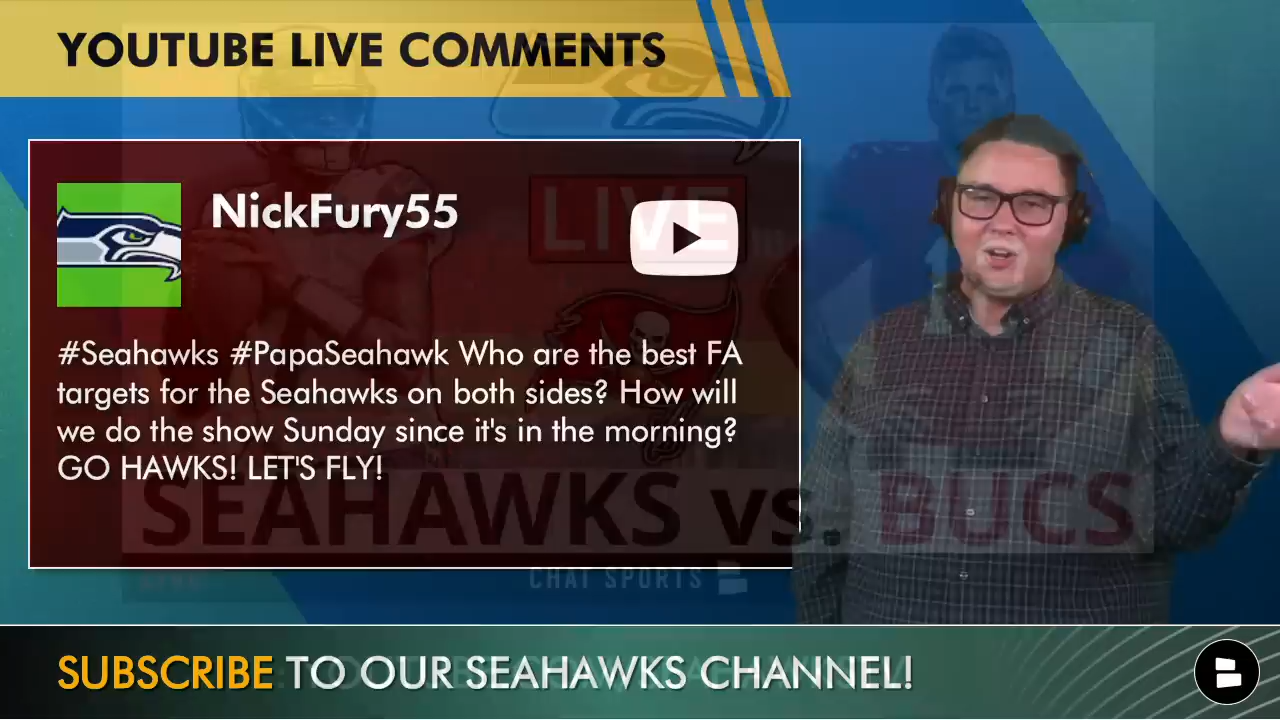 YOUTUBE LIVE COMMENTS
NickFury55
LIVE
#Seahawks #PapaSeahawk Who are the best FA
targets for the Seahawks on both sides? How will
we do the show Sunday since it's in the morning?
GO HAWKS! LET'S FLY!
SEAHAWKS vs. BUCS
CHAT SPORTS
SUBSCRIBE TO OUR SEAHAWKS CHANNEL!